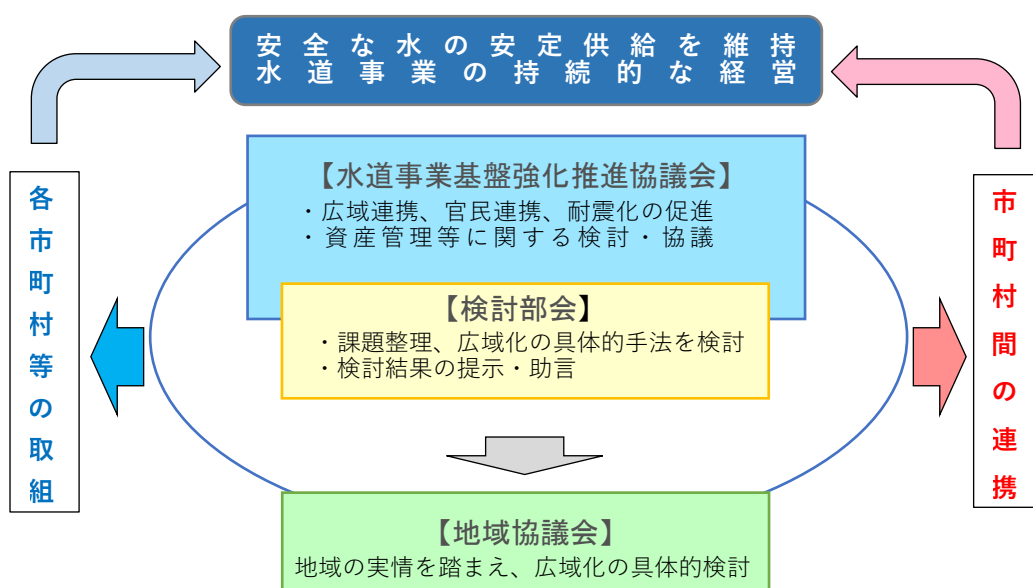 安全な水の安定供給を維持
水道事業の持続的な経営
各市町村等の取組
【水道事業基盤強化推進協議会】
・広域連携、官民連携、耐震化の促進
・資産管理等に関する検討・協議
【検討部会】
・課題整理、広域化の具体的手法を検討
・検討結果の提示・助言
【地域協議会】
地域の実情を踏まえ、広域化の具体的検討
市町村間の連携